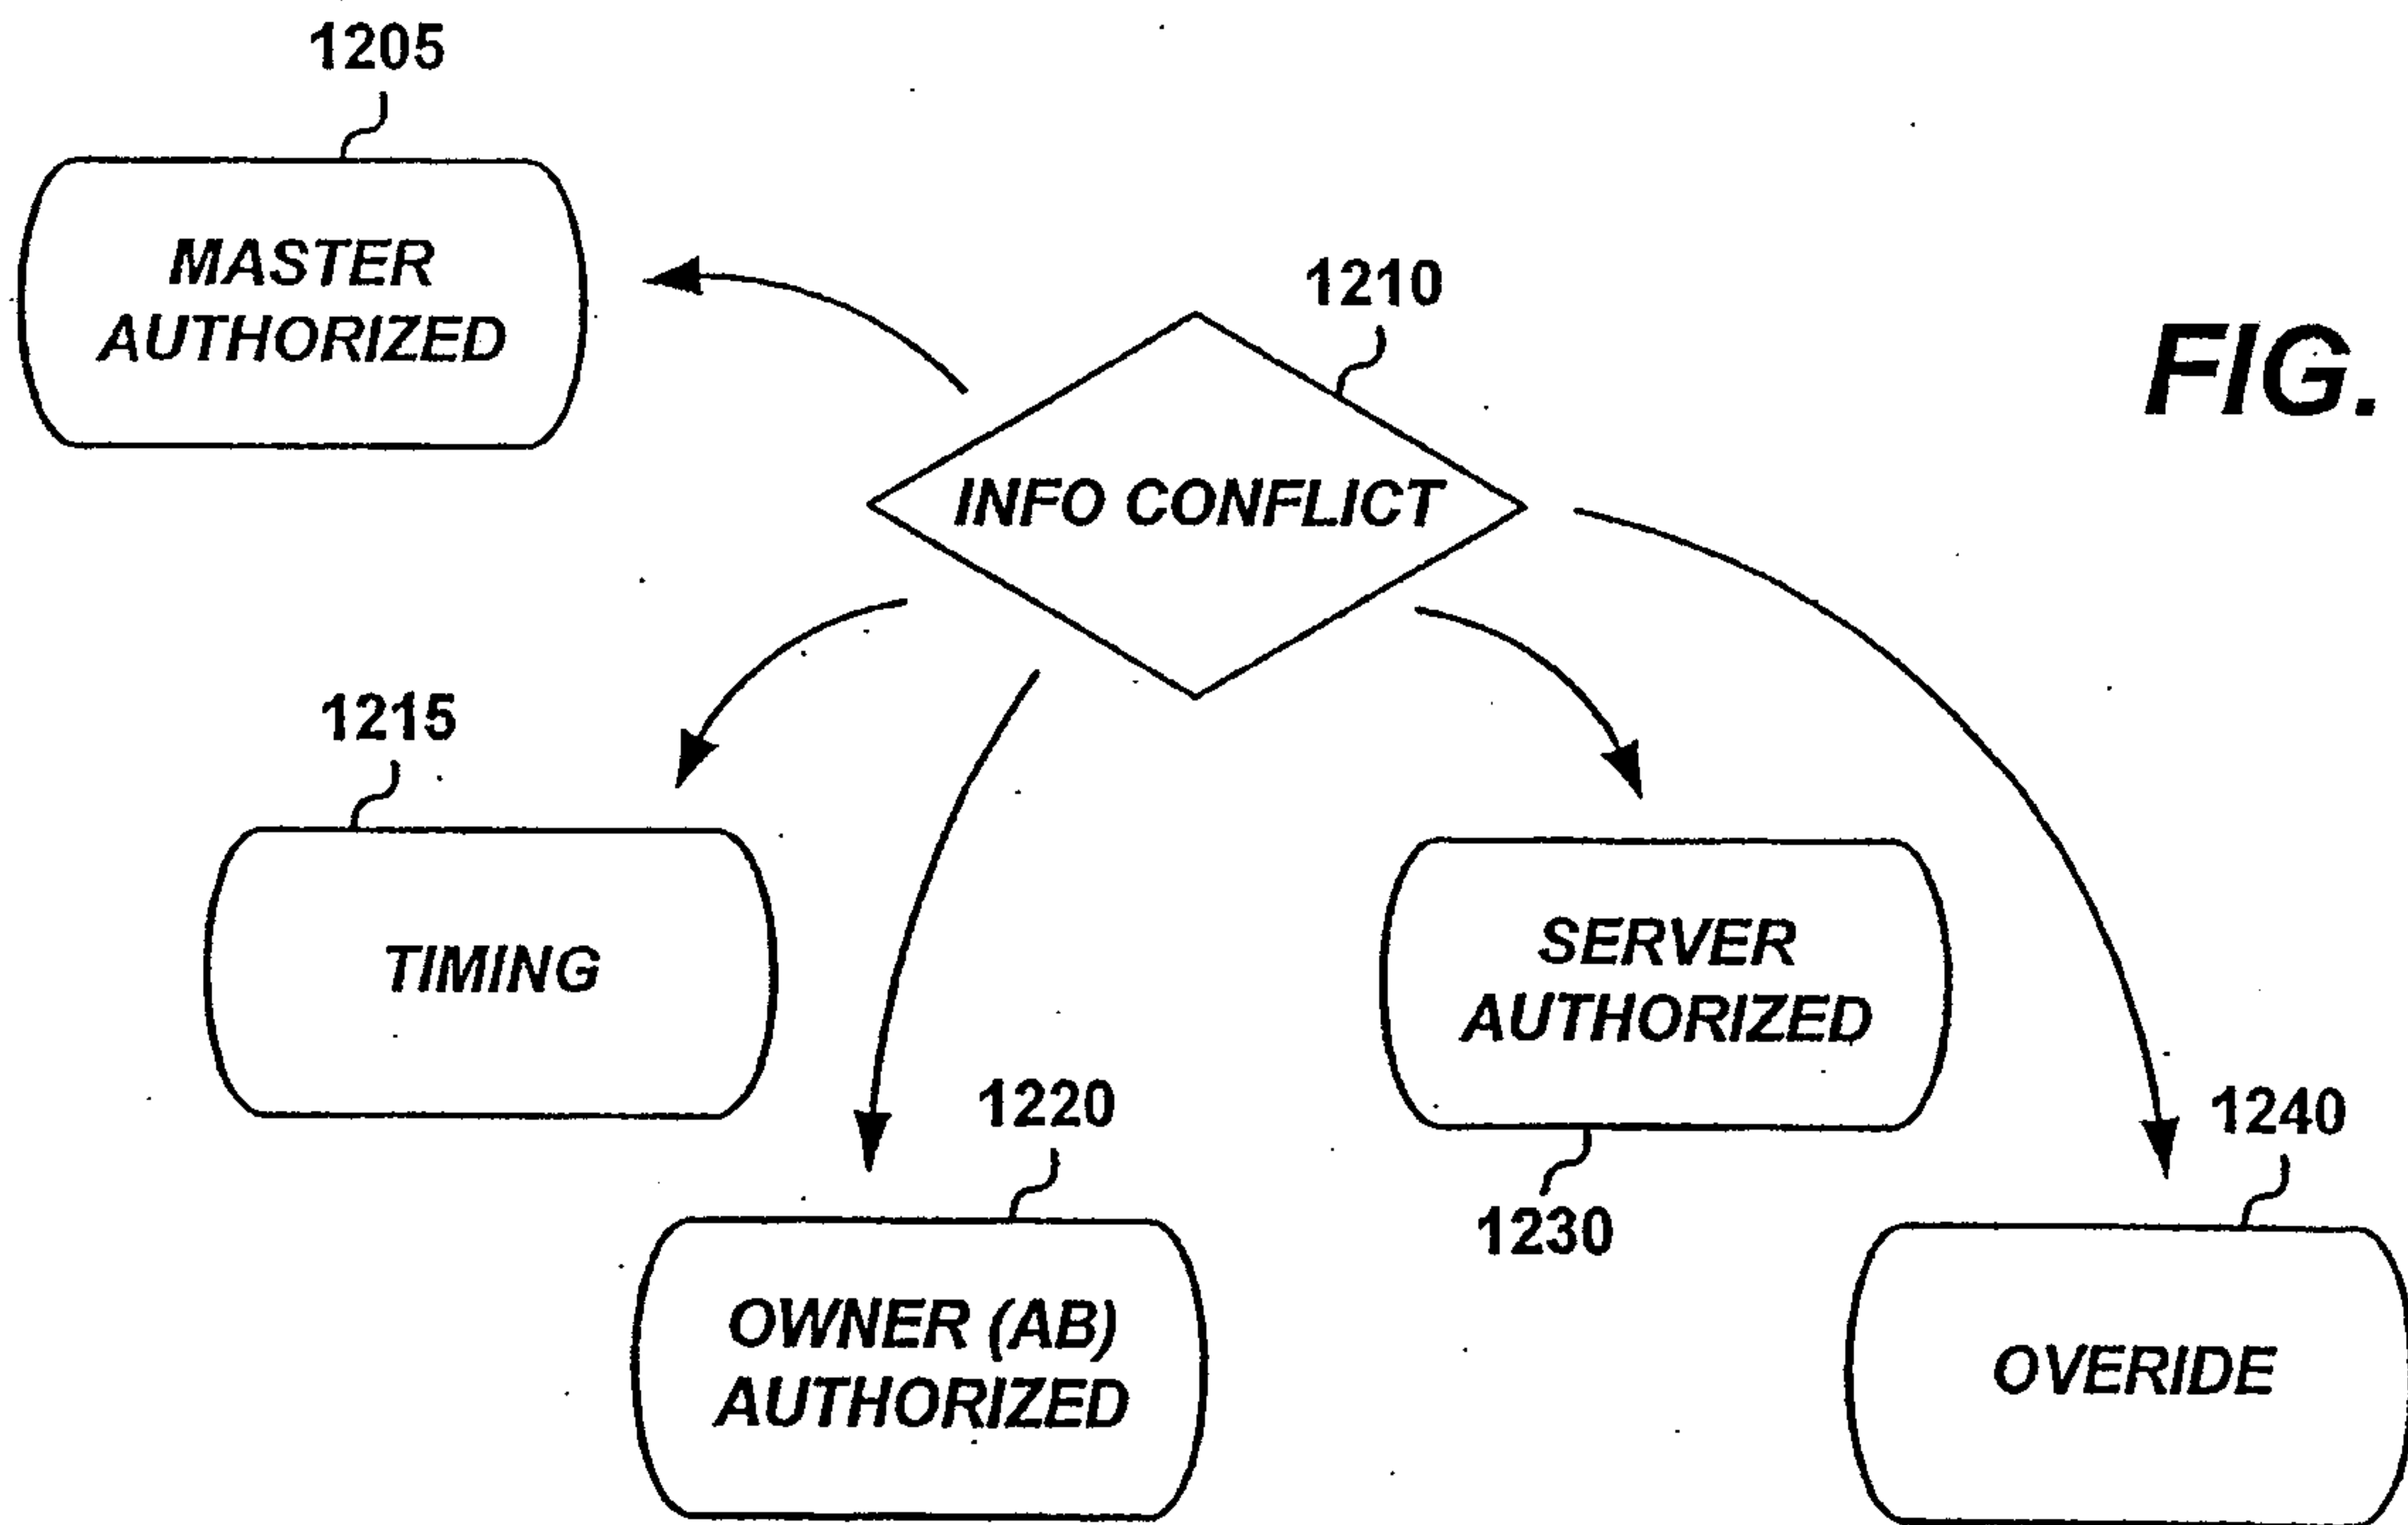 1205
MASTER
AUTHORIZED
1210
INFO CONFLICT
FIG.
1215
TIMING
1220
OWNER (AB)
AUTHORIZED
SERVER
AUTHORIZED
1230
1240
OVERIDE